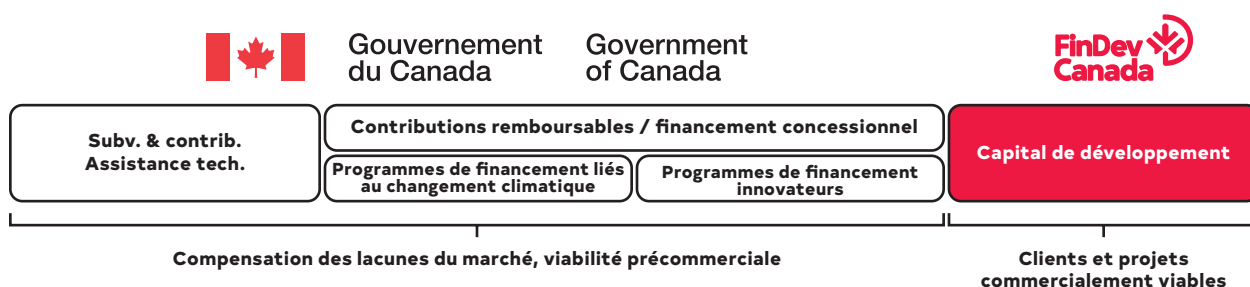 Gouvernement
du Canada
Government
of Canada
FinDev
Canada
Subv. & contrib.
Assistance tech.
Contributions remboursables / financement concessionnel
Programmes de financement liés
au changement climatique
Programmes de financement
innovateurs
Capital de développement
Compensation des lacunes du marché, viabilité précommerciale
Clients et projets
commercialement viables